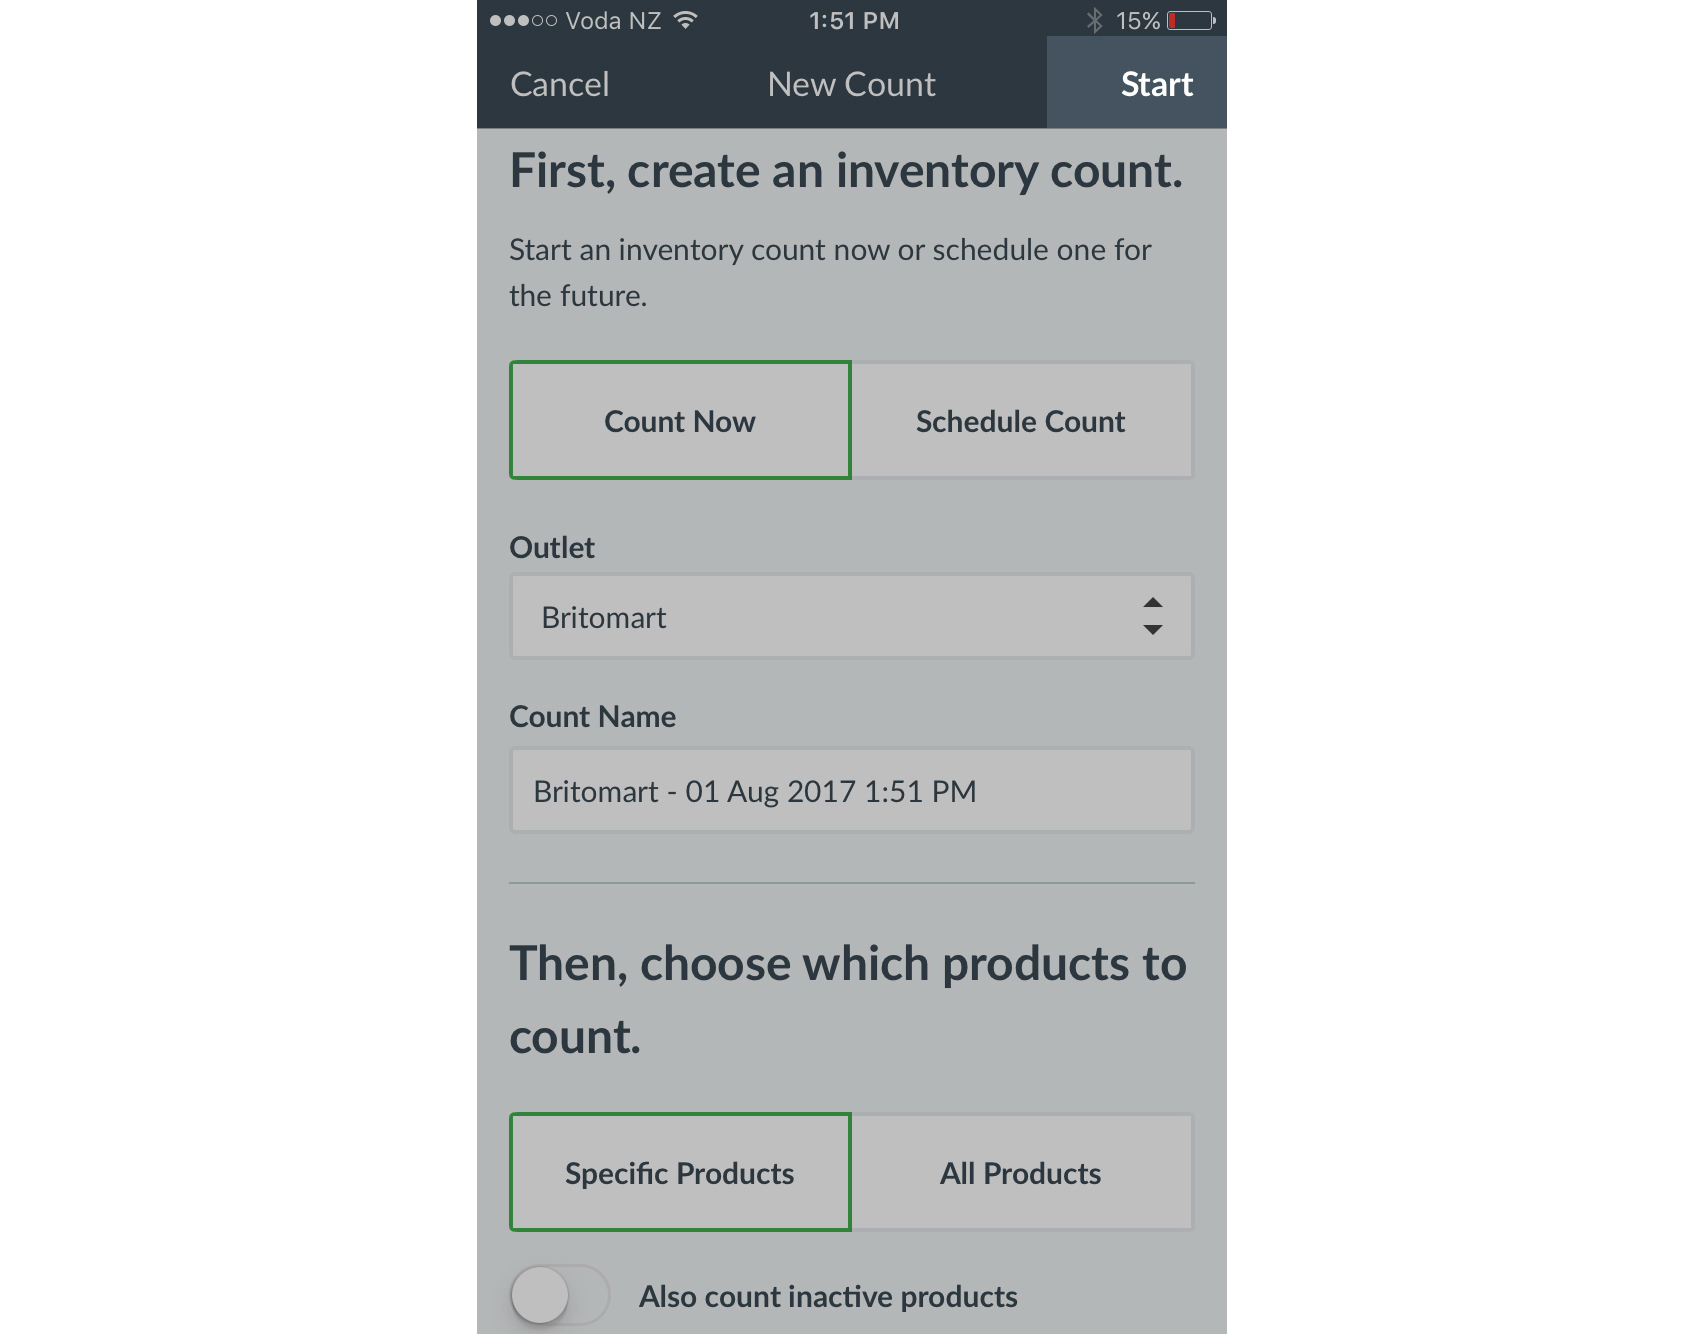 Voda NZ 1:51 PM 15%
Cancel New Count Start
First, create an inventory count.
Start an inventory count now or schedule one for
the future.
Count Now Schedule Count
Outlet
Britomart
Count Name
Britomart - 01 Aug 2017 1:51 PM
Then, choose which products to
count.
Specific Products All Products
Also count inactive products